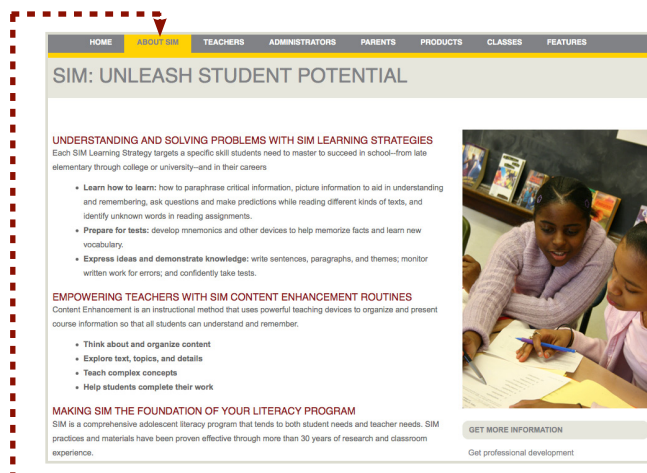 HOME ABOUT SIM TEACHERS ADMINISTRATORS PARENTS PRODUCTS CLASSES FEATURES
SIM: UNLEASH STUDENT POTENTIAL
UNDERSTANDING AND SOLVING PROBLEMS WITH SIM LEARNING STRATEGIES
Each SIM Learning Strategy targets a specific skill students need to master to succeed in school--from late
elementary through college or university--and in their careers
• Learn how to learn: how to paraphrase critical information, picture information to aid in understanding
and remembering, ask questions and make predictions while reading different kinds of texts, and
identify unknown words in reading assignments.
• Prepare for tests: develop mnemonics and other devices to help memorize facts and learn new
vocabulary.
• Express ideas and demonstrate knowledge: write sentences, paragraphs, and themes; monitor
written work for errors; and confidently take tests.
EMPOWERING TEACHERS WITH SIM CONTENT ENHANCEMENT ROUTINES
Content Enhancement is an instructional method that uses powerful teaching devices to organize and present
course information so that all students can understand and remember.
• Think about and organize content
• Explore text, topics, and details
• Teach complex concepts
• Help students complete their work
MAKING SIM THE FOUNDATION OF YOUR LITERACY PROGRAM
SIM is a comprehensive adolescent literacy program that tends to both student needs and teacher needs. SIM
practices and materials have been proven effective through more than 30 years of research and classroom
experience.
GET MORE INFORMATION
Get professional development